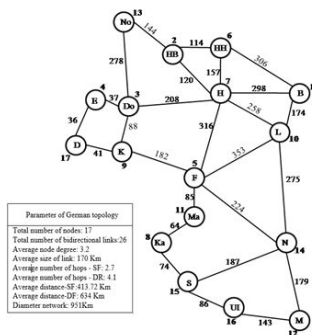 13
No
144
2
HB
114
6
HH
306
157
120
278
4
E
37
3
Do
208
7
H
298
B
1
258
174
36
88
L
10
D
17
41
K
9
316
182
353
5
F
275
85
11
Ma
224
64
8
Ka
N
14
187
74
S
15
179
86
Ul
16
143
M
12
Parameter of German topology
Total number of nodes: 17
Total number of bidirectional links:26
Average node degree: 3.2
Average size of link: 170 Km
Average number of hops - SF: 2.7
Average number of hops - DR: 4.1
Average distance-SF:413.72 Km
Average distance-DF: 634 Km
Diameter network: 951Km